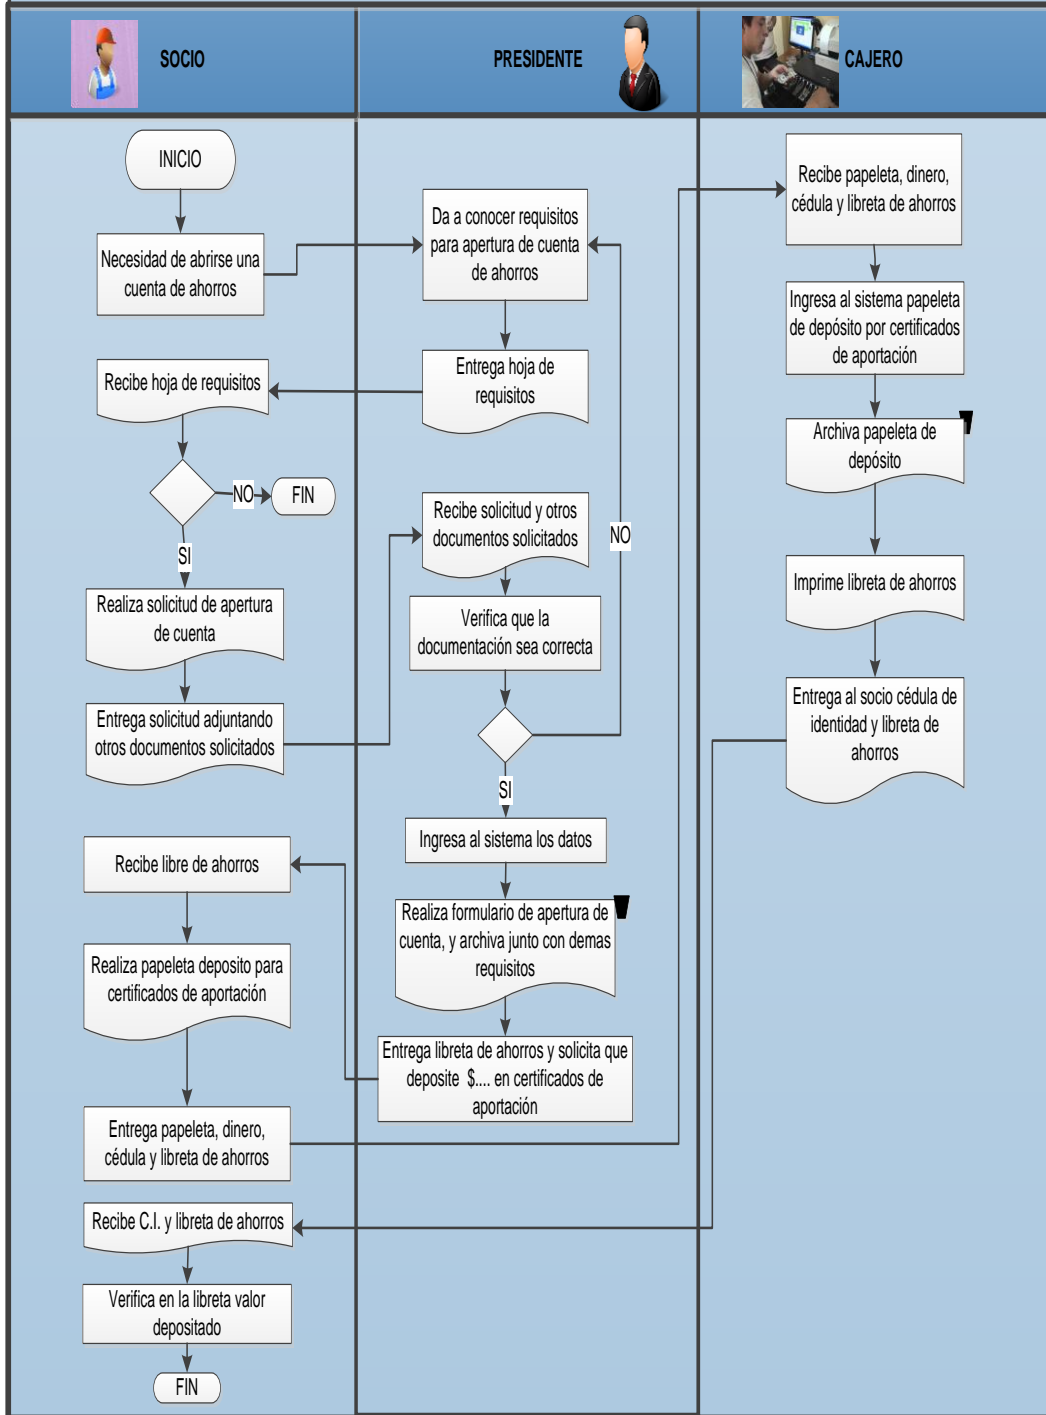 SOCIO
PRESIDENTE
CAJERO
INICIO
Necesidad de abrirse una
cuenta de ahorros
Da a conocer requisitos
para apertura de cuenta
de ahorros
Entrega hoja de
requisitos
Recibe hoja de requisitos
NO
FIN
SI
Realiza solicitud de apertura
de cuenta
Entrega solicitud adjuntando
otros documentos solicitados
Recibe solicitud y otros
documentos solicitados
Verifica que la
documentación sea correcta
NO
SI
Ingresa al sistema los datos
Realiza formulario de apertura de
cuenta, y archiva junto con demas
requisitos
Entrega libreta de ahorros y solicita que
deposite $.... en certificados de
aportación
Recibe libre de ahorros
Realiza papeleta deposito para
certificados de aportación
Entrega papeleta, dinero,
cédula y libreta de ahorros
Recibe papeleta, dinero,
cédula y libreta de ahorros
Ingresa al sistema papeleta
de depósito por certificados
de aportación
Archiva papeleta de
depósito
Imprime libreta de ahorros
Entrega al socio cédula de
identidad y libreta de
ahorros
Recibe C.I. y libreta de ahorros
Verifica en la libreta valor
depositado
FIN